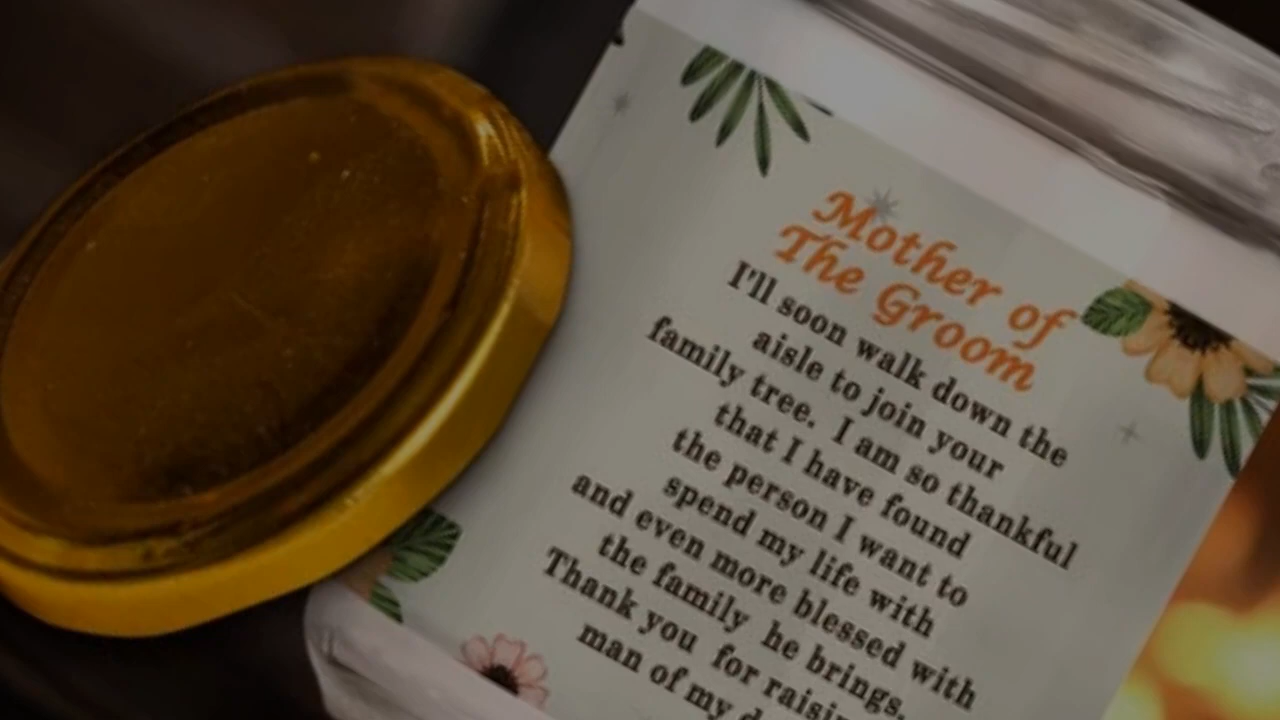 Mother of
The Groom
I'll soon walk down the
aisle to join your
family tree. I am so thankful
that I have found
the person I want to
spend my life with
and even more blessed with
the family he brings.
Thank you for
man of my